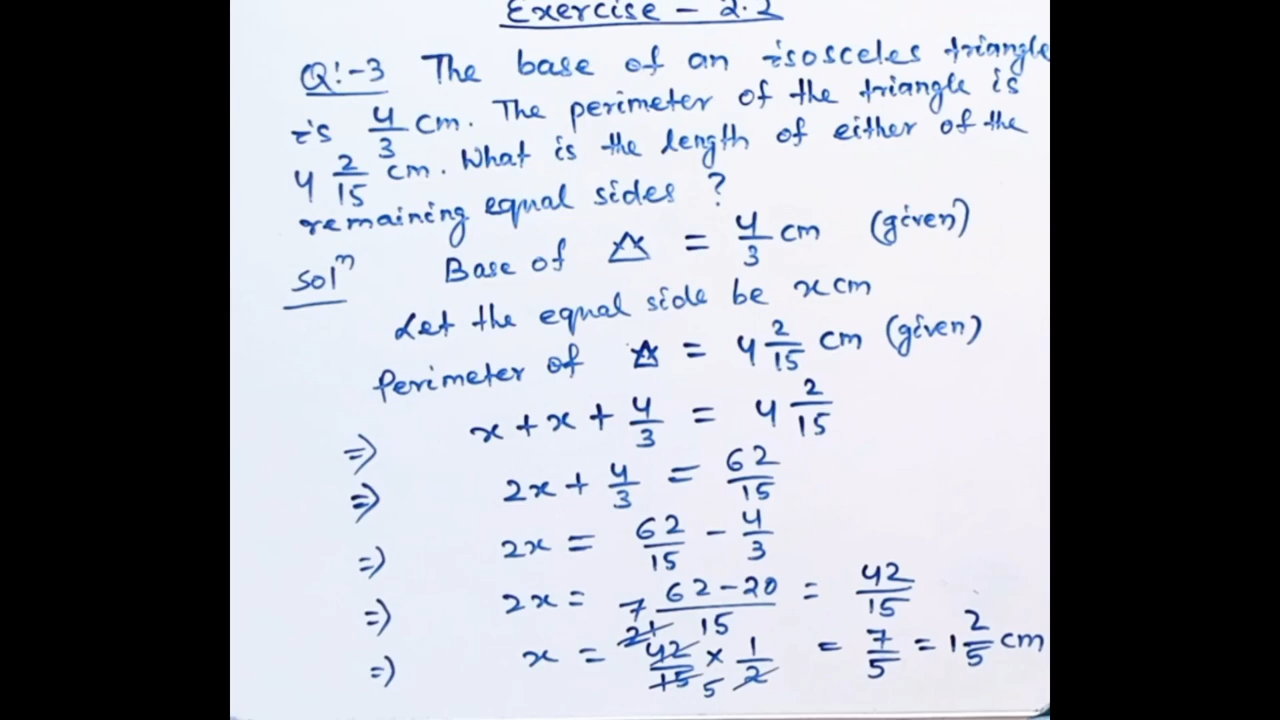 Exercise - 2.2
Q:-3 The base of an isosceles triangle
is 4/3 cm. The perimeter of the triangle is
4 2/15 cm. What is the length of either of the
remaining equal sides ?
Solⁿ Base of △ = 4/3 cm (given)
Let the equal side be x cm
Perimeter of △ = 4 2/15 cm (given)
=> x + x + 4/3 = 4 2/15
=> 2x + 4/3 = 62/15
=> 2x = 62/15 - 4/3
=> 2x = (62-20)/15 = 42/15
=> x = 42/15 × 1/2 = 7/5 = 1 2/5 cm